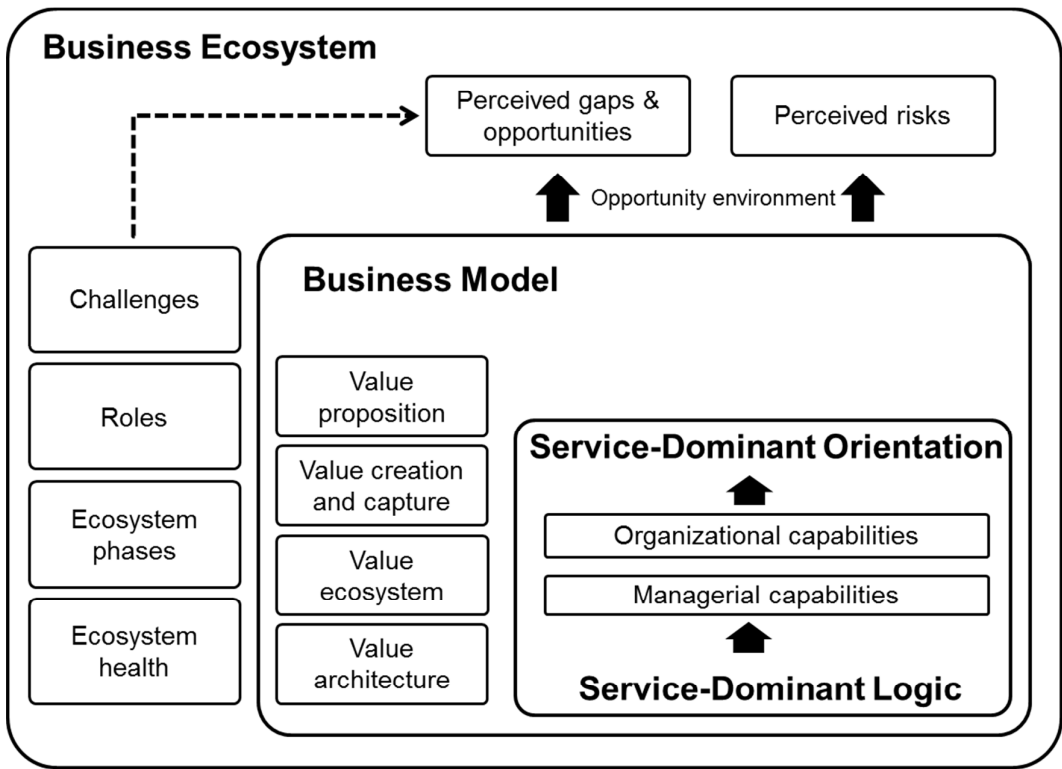 Business Ecosystem
Perceived gaps &
opportunities
Perceived risks
Opportunity environment
Challenges
Roles
Ecosystem
phases
Ecosystem
health
Business Model
Value
proposition
Value creation
and capture
Value
ecosystem
Value
architecture
Service-Dominant Orientation
Organizational capabilities
Managerial capabilities
Service-Dominant Logic